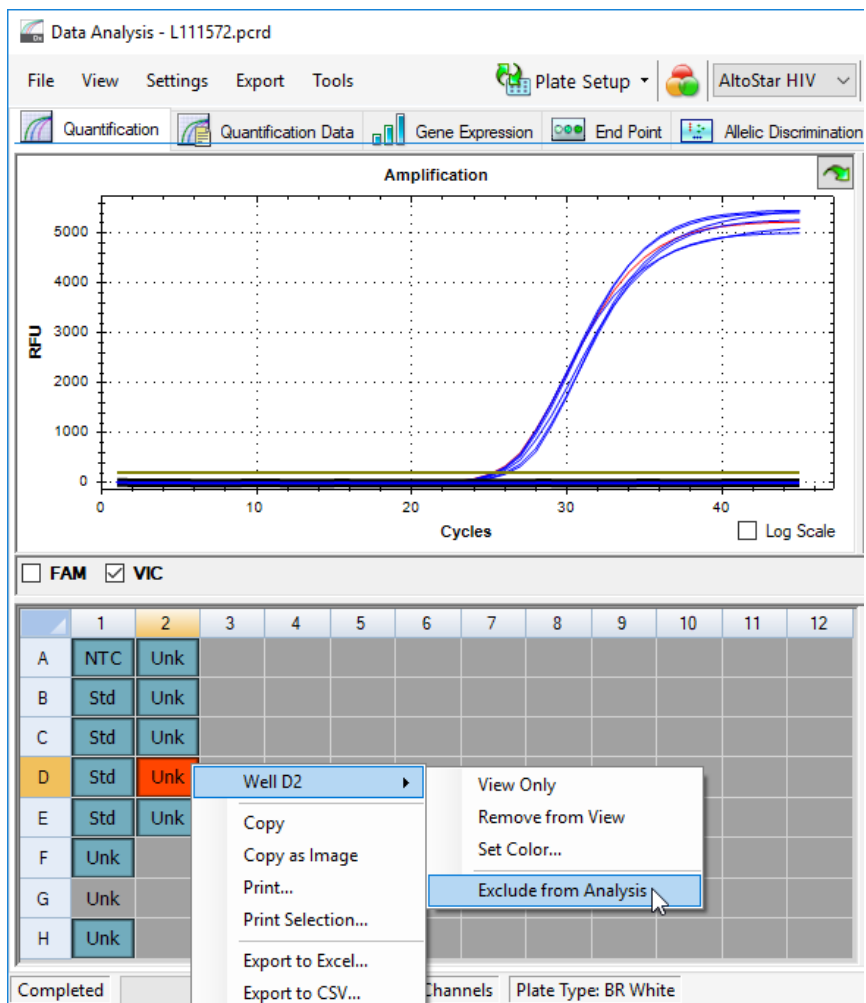 Data Analysis - L111572.pcrd
File View Settings Export Tools Plate Setup AltoStar HIV
Quantification Quantification Data Gene Expression End Point Allelic Discrimination
Amplification
5000
4000
3000
2000
1000
0
RFU
0 10 20 30 40
Cycles
Log Scale
FAM VIC
1 2 3 4 5 6 7 8 9 10 11 12
A NTC Unk
B Std Unk
C Std Unk
D Std Unk
E Std Unk
F Unk
G Unk
H Unk
Well D2
Copy
Copy as Image
Print...
Print Selection...
Export to Excel...
Export to CSV...
View Only
Remove from View
Set Color...
Exclude from Analysis
Completed Channels Plate Type: BR White